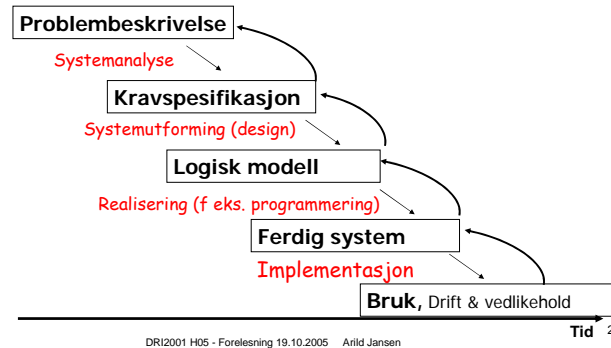 Problembeskrivelse
Systemanalyse
Kravspesifikasjon
Systemutforming (design)
Logisk modell
Realisering (f eks. programmering)
Ferdig system
Implementasjon
Bruk, Drift & vedlikehold
Tid 2
DRI2001 H05 - Forelesning 19.10.2005 Arild Jansen